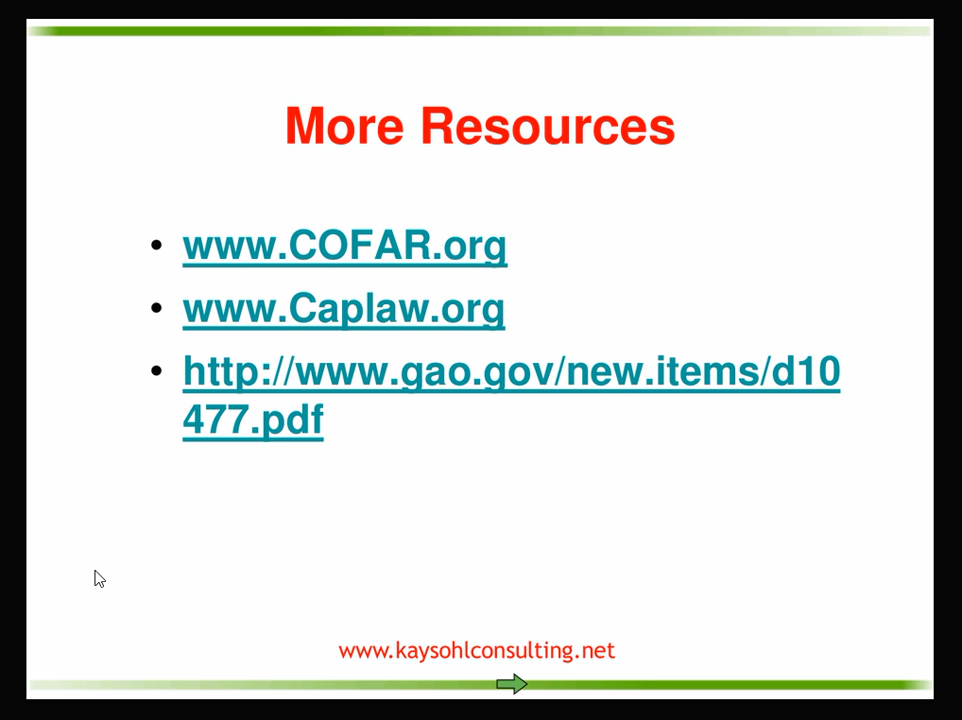 More Resources
• www.COFAR.org
• www.Caplaw.org
• http://www.gao.gov/new.items/d10
477.pdf
www.kaysohlconsulting.net